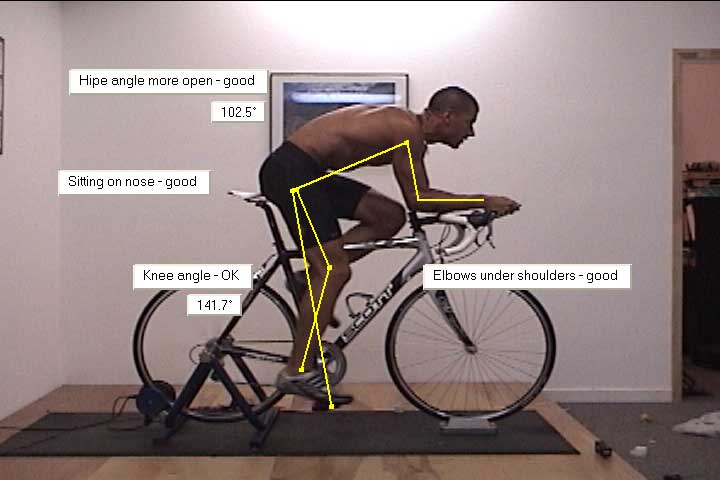 Hipe angle more open - good
102.5°
Sitting on nose - good
Knee angle - OK
Elbows under shoulders - good
141.7°
SCOTT